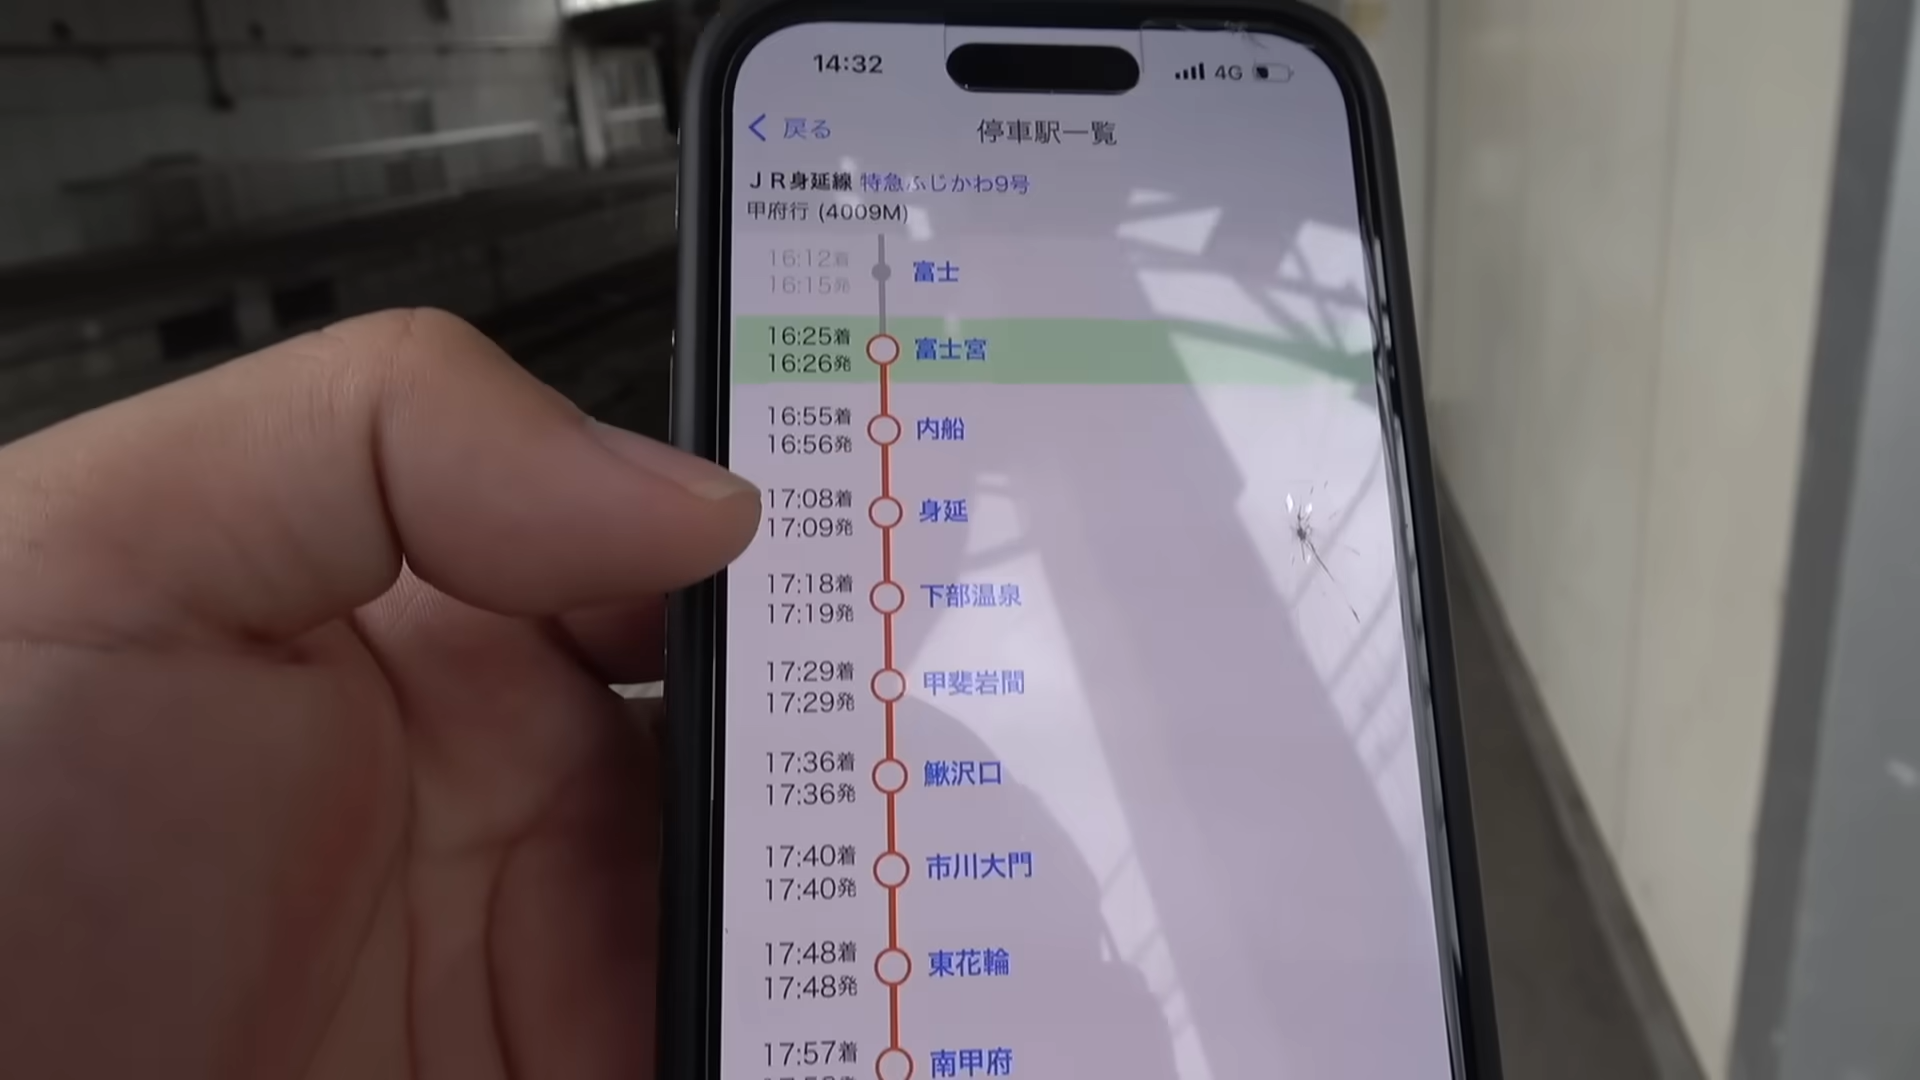 14:32 4G
戻る 停車駅一覧
ＪＲ身延線 特急ふじかわ9号
甲府行 (4009M)
16:12着
16:15発
富士
16:25着
16:26発
富士宮
16:55着
16:56発
内船
17:08着
17:09発
身延
17:18着
17:19発
下部温泉
17:29着
17:29発
甲斐岩間
17:36着
17:36発
鰍沢口
17:40着
17:40発
市川大門
17:48着
17:48発
東花輪
17:57着
南甲府